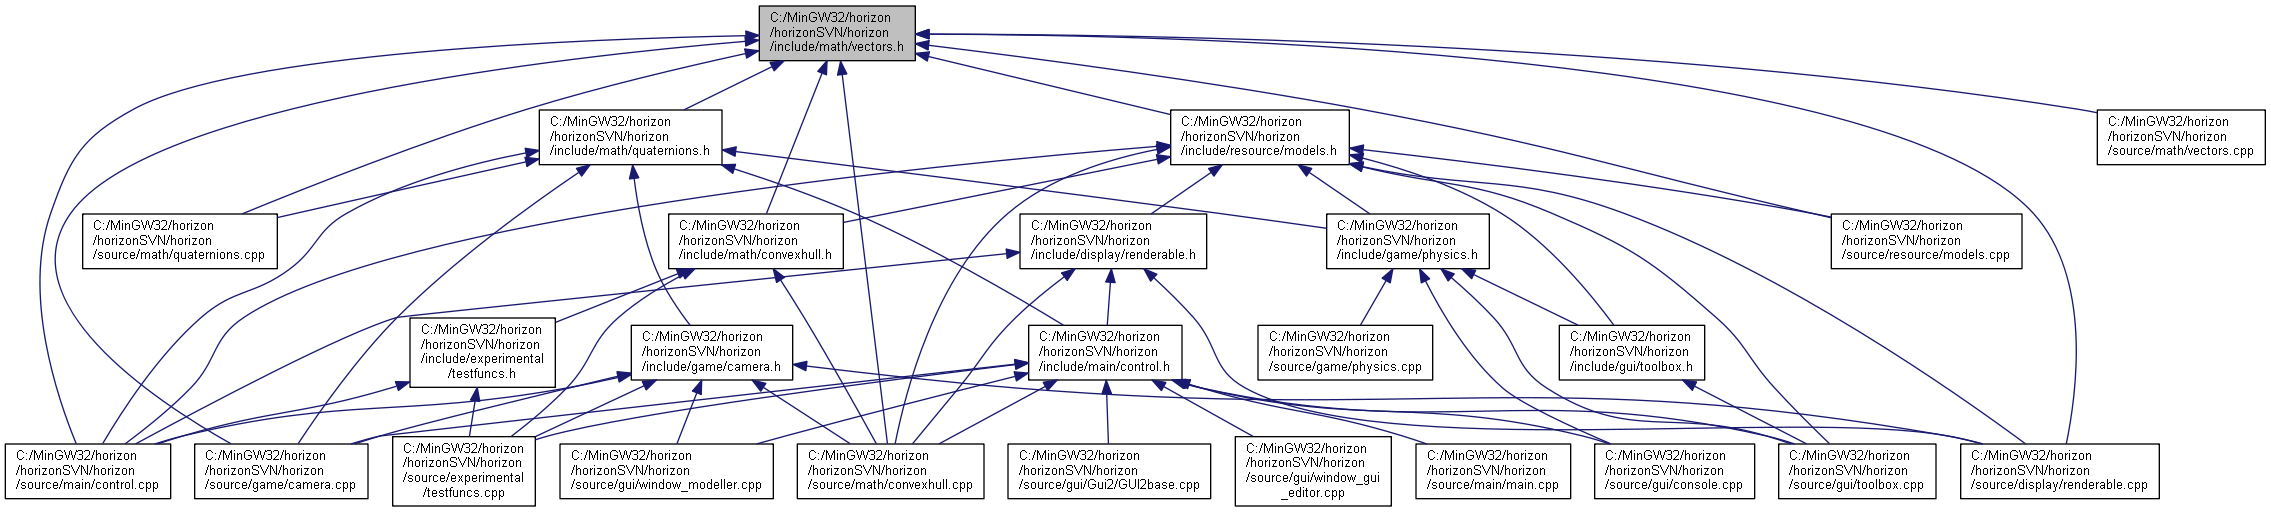 C:/MinGW32/horizon
/horizonSVN/horizon
/include/math/vectors.h
C:/MinGW32/horizon
/horizonSVN/horizon
/include/math/quaternions.h
C:/MinGW32/horizon
/horizonSVN/horizon
/include/resource/models.h
C:/MinGW32/horizon
/horizonSVN/horizon
/source/math/vectors.cpp
C:/MinGW32/horizon
/horizonSVN/horizon
/source/math/quaternions.cpp
C:/MinGW32/horizon
/horizonSVN/horizon
/include/math/convexhull.h
C:/MinGW32/horizon
/horizonSVN/horizon
/include/display/renderable.h
C:/MinGW32/horizon
/horizonSVN/horizon
/include/game/physics.h
C:/MinGW32/horizon
/horizonSVN/horizon
/source/resource/models.cpp
C:/MinGW32/horizon
/horizonSVN/horizon
/include/experimental
/testfuncs.h
C:/MinGW32/horizon
/horizonSVN/horizon
/include/game/camera.h
C:/MinGW32/horizon
/horizonSVN/horizon
/include/main/control.h
C:/MinGW32/horizon
/horizonSVN/horizon
/source/game/physics.cpp
C:/MinGW32/horizon
/horizonSVN/horizon
/include/gui/toolbox.h
C:/MinGW32/horizon
/horizonSVN/horizon
/source/main/control.cpp
C:/MinGW32/horizon
/horizonSVN/horizon
/source/game/camera.cpp
C:/MinGW32/horizon
/horizonSVN/horizon
/source/experimental
/testfuncs.cpp
C:/MinGW32/horizon
/horizonSVN/horizon
/source/gui/window_modeller.cpp
C:/MinGW32/horizon
/horizonSVN/horizon
/source/math/convexhull.cpp
C:/MinGW32/horizon
/horizonSVN/horizon
/source/gui/Gui2/GUI2base.cpp
C:/MinGW32/horizon
/horizonSVN/horizon
/source/gui/window_gui
_editor.cpp
C:/MinGW32/horizon
/horizonSVN/horizon
/source/main/main.cpp
C:/MinGW32/horizon
/horizonSVN/horizon
/source/gui/console.cpp
C:/MinGW32/horizon
/horizonSVN/horizon
/source/gui/toolbox.cpp
C:/MinGW32/horizon
/horizonSVN/horizon
/source/display/renderable.cpp